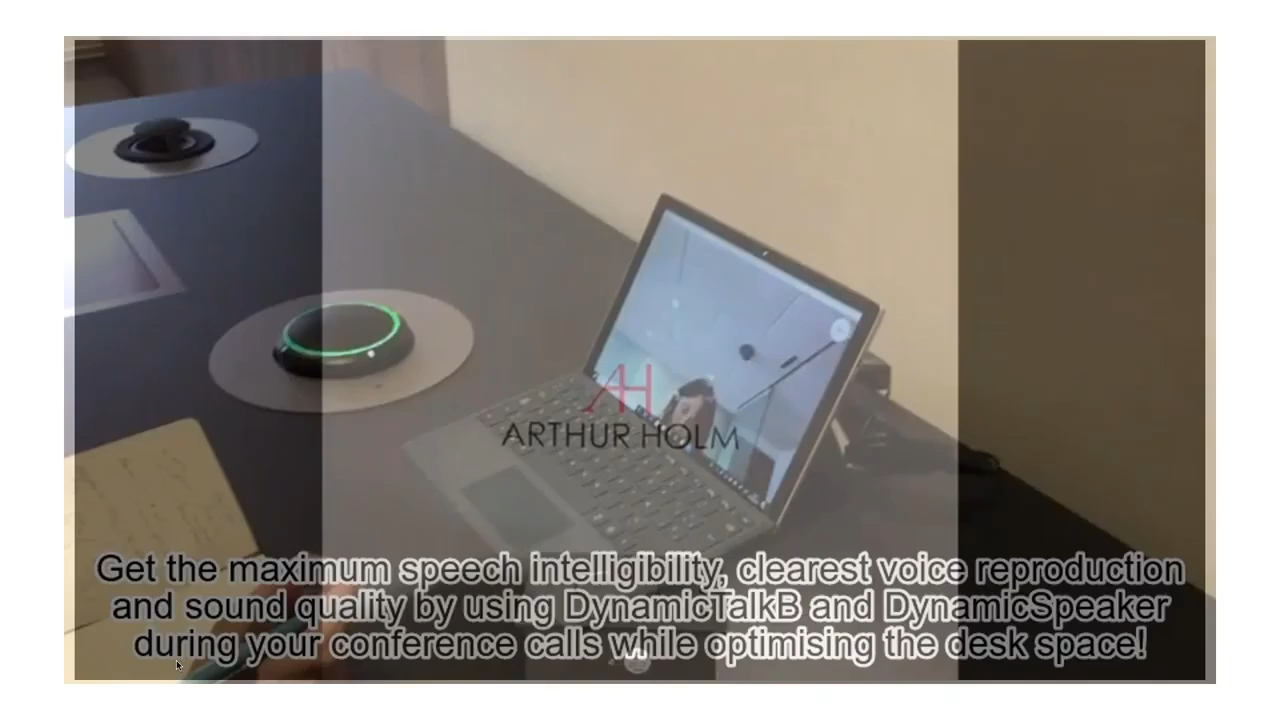 AH
ARTHUR HOLM
Get the maximum speech intelligibility, clearest voice reproduction
and sound quality by using DynamicTalkB and DynamicSpeaker
during your conference calls while optimising the desk space!